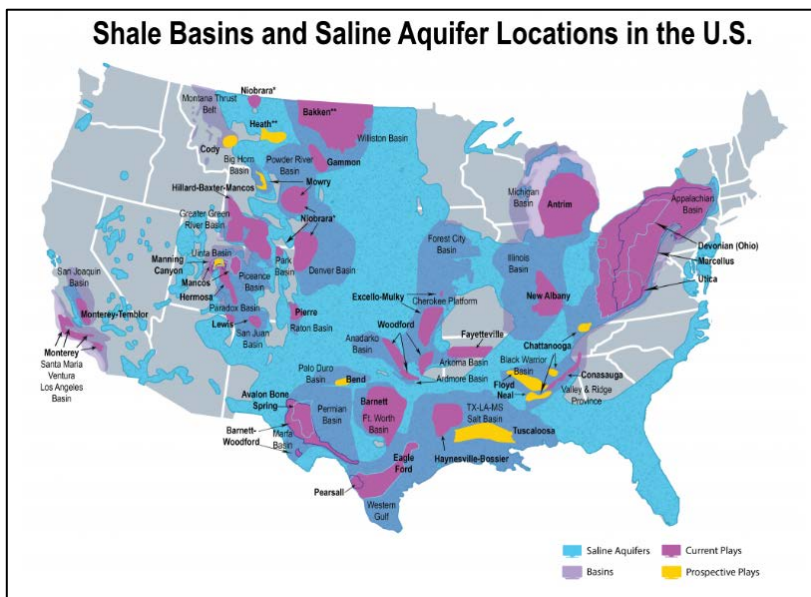 Shale Basins and Saline Aquifer Locations in the U.S.
Niobrara*
Montana Thrust
Belt
Bakken**
Heath**
Williston Basin
Cody
Big Horn
Basin
Powder River
Basin
Gammon
Mowry
Hillard-Baxter-Mancos
Niobrara*
Greater Green
River Basin
Michigan
Basin
Antrim
Appalachian
Basin
Forest City
Basin
Illinois
Basin
Devonian (Ohio)
Marcellus
Utica
Uinta Basin
Manning
Canyon
Park
Basin
Denver Basin
Mancos
Piceance
Basin
Hermosa
San Joaquin
Basin
Excello-Mulky
Cherokee Platform
New Albany
Paradox Basin
Monterey-Temblor
Lewis
San Juan
Basin
Pierre
Raton Basin
Woodford
Fayetteville
Chattanooga
Anadarko
Basin
Arkoma Basin
Black Warrior
Basin
Monterey
Santa Maria
Ventura
Los Angeles
Basin
Palo Duro
Basin
Bend
Ardmore Basin
Floyd
Neal
Conasauga
Valley & Ridge
Province
Avalon Bone
Spring
Permian
Basin
Barnett
Ft. Worth
Basin
TX-LA-MS
Salt Basin
Tuscaloosa
Barnett-
Woodford
Marfa
Basin
Haynesville-Bossier
Eagle
Ford
Pearsall
Western
Gulf
Saline Aquifers
Current Plays
Basins
Prospective Plays